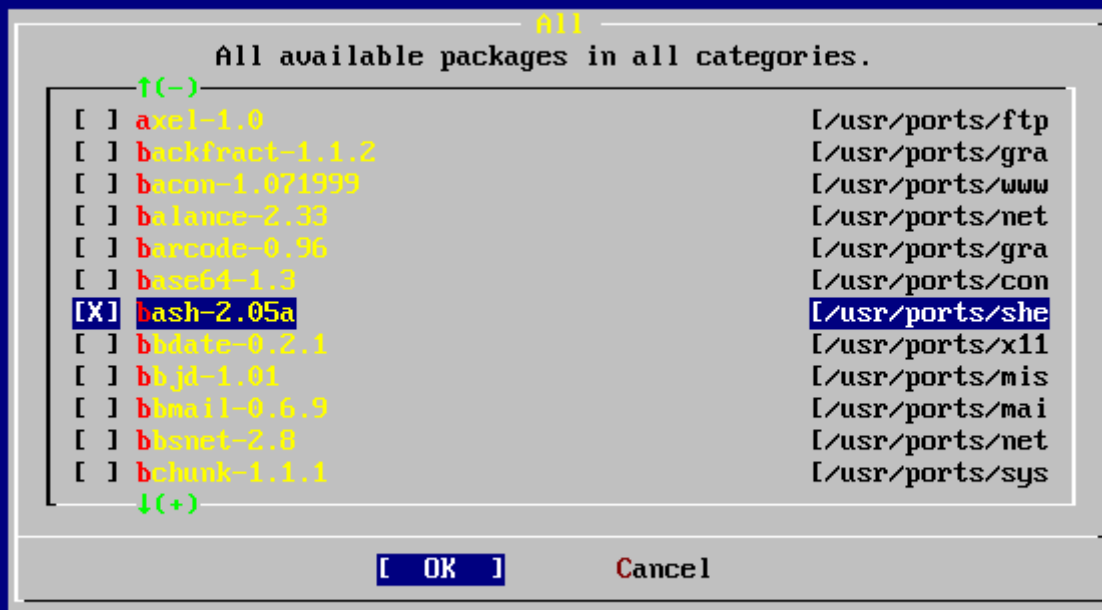 All
All available packages in all categories.
↑(-)
[ ] axel-1.0 [/usr/ports/ftp
[ ] backfract-1.1.2 [/usr/ports/gra
[ ] bacon-1.071999 [/usr/ports/www
[ ] balance-2.33 [/usr/ports/net
[ ] barcode-0.96 [/usr/ports/gra
[ ] base64-1.3 [/usr/ports/con
[X] bash-2.05a [/usr/ports/she
[ ] bbdate-0.2.1 [/usr/ports/x11
[ ] bbjd-1.01 [/usr/ports/mis
[ ] bbmail-0.6.9 [/usr/ports/mai
[ ] bbsnet-2.8 [/usr/ports/net
[ ] bchunk-1.1.1 [/usr/ports/sys
↓(+)
[ OK ] Cancel